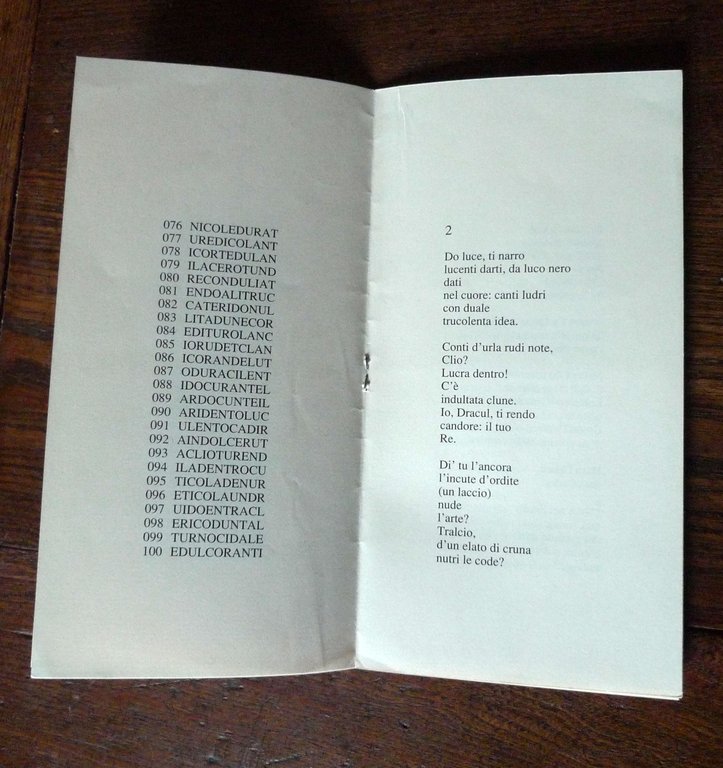 076 NICOLEDURAT
077 UREDICOLANT
078 ICORTEDULAN
079 ILACEROTUND
080 RECONDULIAT
081 ENDOALITRUC
082 CATERIDONUL
083 LITADUNECOR
084 EDITUROLANC
085 IORUDETCLAN
086 ICORANDELUT
087 ODURACILENT
088 IDOCURANTEL
089 ARDOCUNTEIL
090 ARIDENTOLUC
091 ULENTOCADIR
092 AINDOLCERUT
093 ACLIOTUREND
094 ILADENTROCU
095 TICOLADENUR
096 ETICOLAUNDR
097 UIDOENTRACL
098 ERICODUNTAL
099 TURNOCIDALE
100 EDULCORANTI
2
Do luce, ti narro
lucenti darti, da luco nero
dati
nel cuore: canti ludri
con duale
trucolenta idea.
Conti d'urla rudi note,
Clio?
Lucra dentro!
C'è
indultata clune.
Io, Dracul, ti rendo
candore: il tuo
Re.
Di' tu l'ancora
l'incute d'ordite
(un laccio)
nude
l'arte?
Tralcio,
d'un elato di cruna
nutri le code?